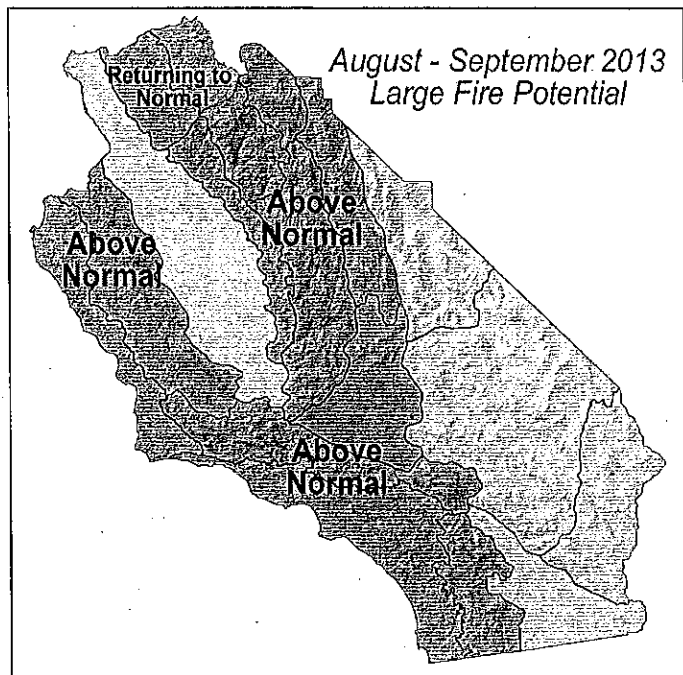 August - September 2013
Large Fire Potential
Returning to
Normal
Above
Normal
Above
Normal
Above
Normal